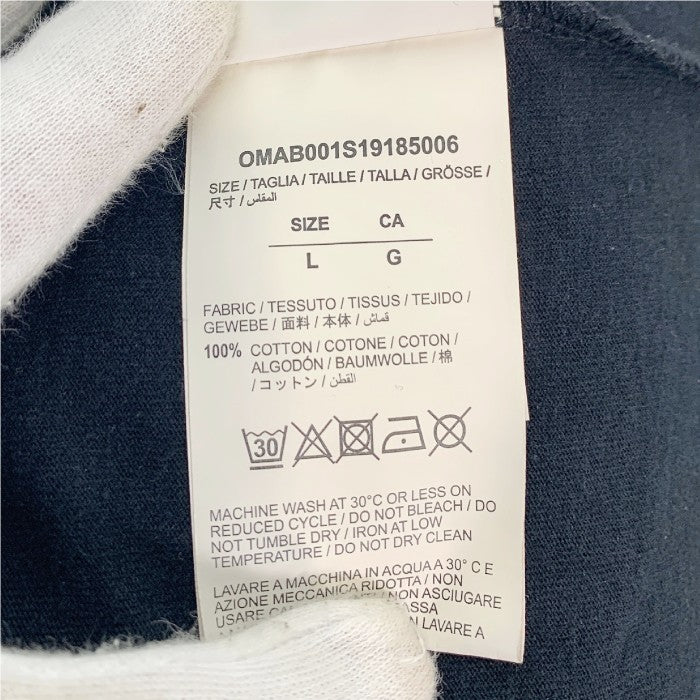 OMAB001S19185006
SIZE / TAGLIA / TAILLE / TALLA / GRÖSSE /
尺寸 / المقاس
SIZE CA
L G
FABRIC / TESSUTO / TISSUS / TEJIDO /
GEWEBE / 面料 / 本体 / قماش
100% COTTON / COTONE / COTON /
ALGODÓN / BAUMWOLLE / 棉
/ コットン / القطن
30
MACHINE WASH AT 30°C OR LESS ON
REDUCED CYCLE / DO NOT BLEACH / DO
NOT TUMBLE DRY / IRON AT LOW
TEMPERATURE / DO NOT DRY CLEAN
LAVARE A MACCHINA IN ACQUA A 30° C E
AZIONE MECCANICA RIDOTTA / NON
ASCIUGARE
LAVARE A